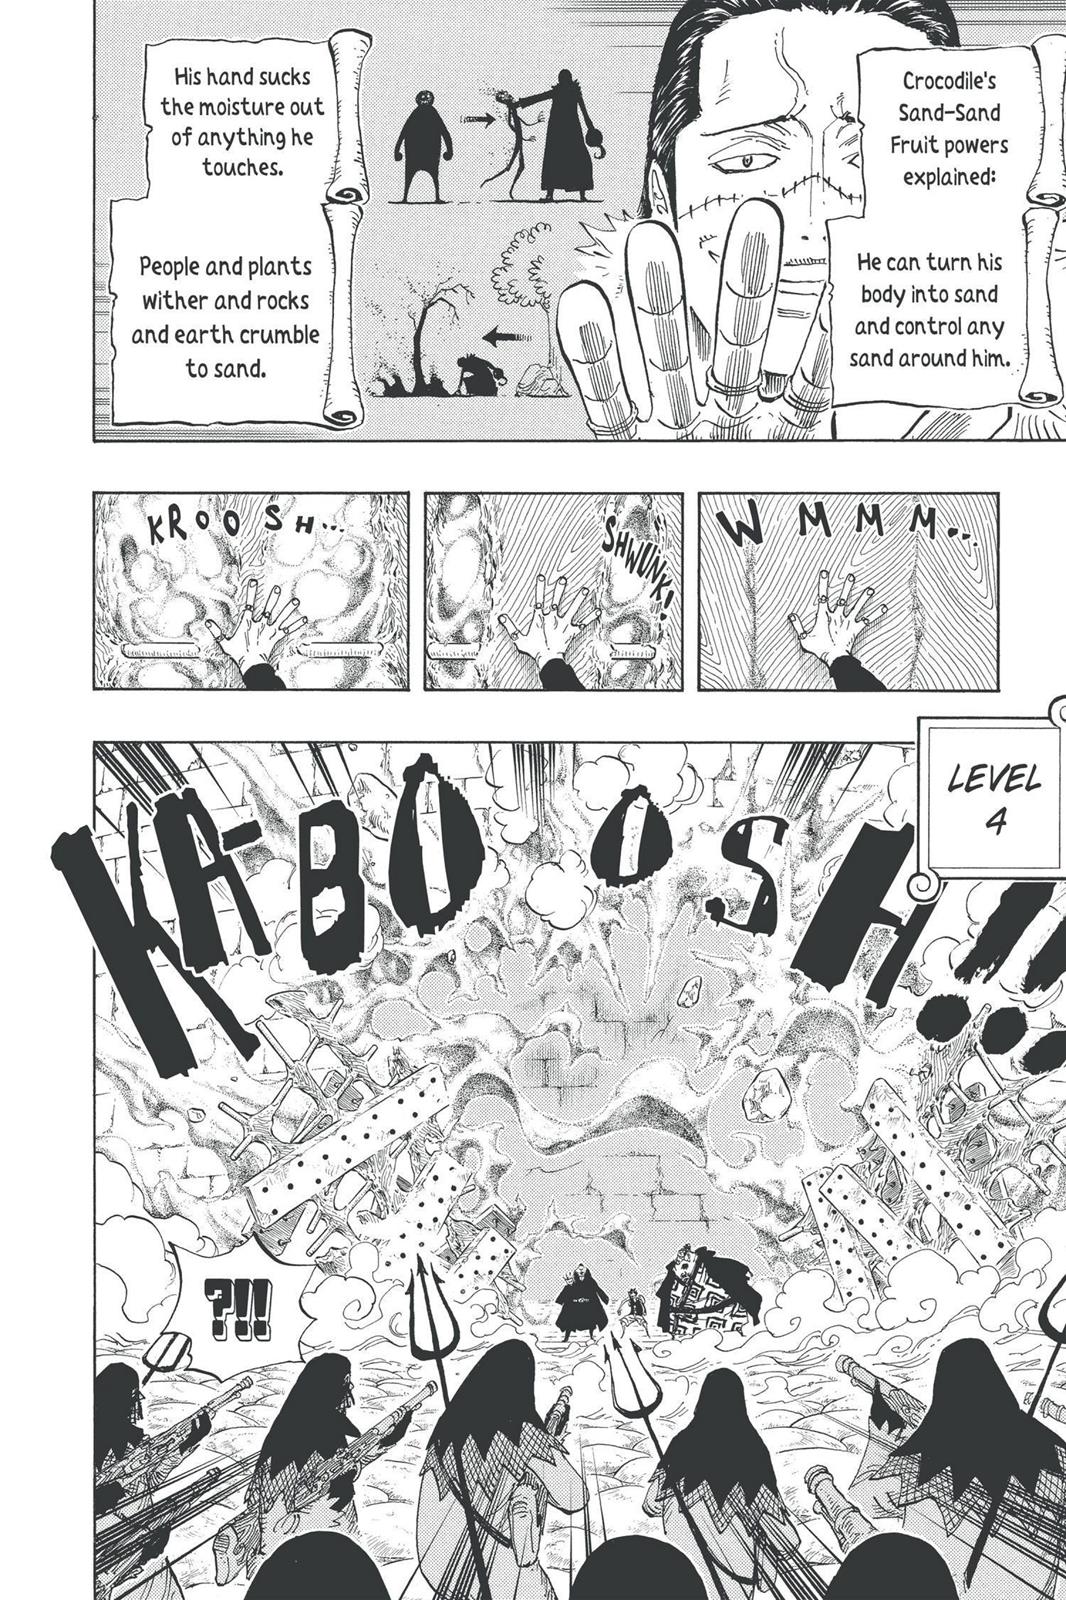 Crocodile's
Sand-Sand
Fruit powers
explained:
He can turn his
body into sand
and control any
sand around him.
His hand sucks
the moisture out
of anything he
touches.
People and plants
wither and rocks
and earth crumble
to sand.
WMMM...
SHWUNK!
KROOSH...
LEVEL
4
KA-BOOSH!!
?!!